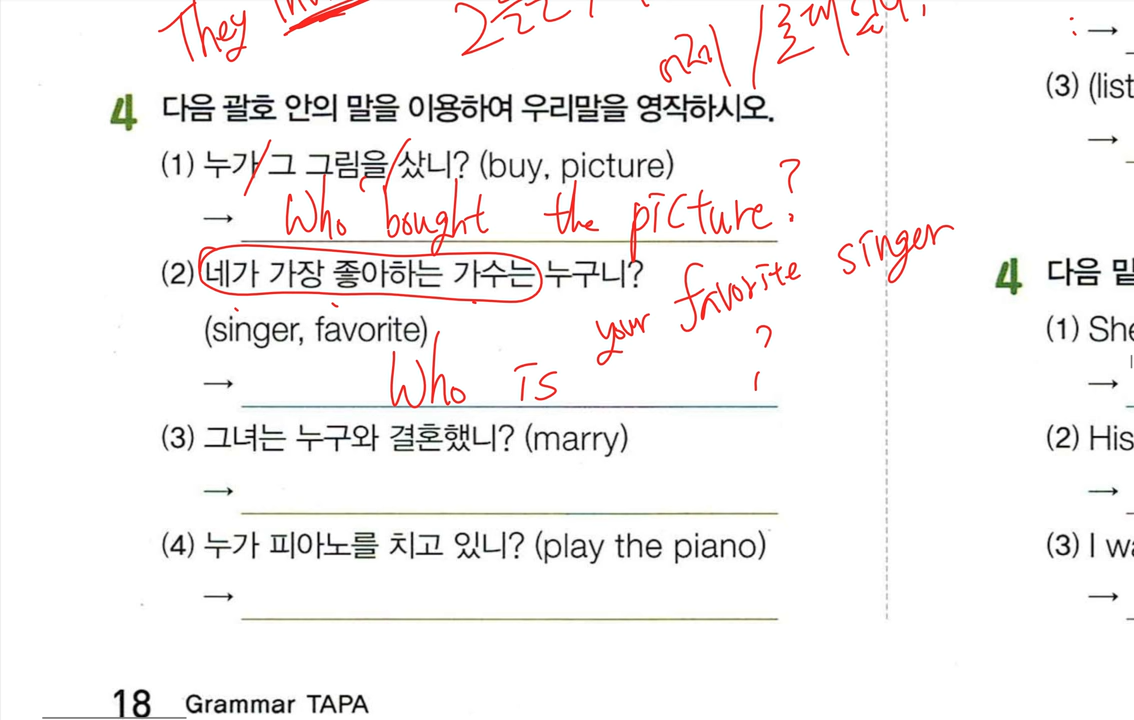 They
4 다음 괄호 안의 말을 이용하여 우리말을 영작하시오.
(1) 누가 그 그림을 샀니? (buy, picture)
→ Who bought the picture?
(2) 네가 가장 좋아하는 가수는 누구니?
(singer, favorite)
→ Who is your favorite singer ?
(3) 그녀는 누구와 결혼했니? (marry)
→
(4) 누가 피아노를 치고 있니? (play the piano)
→
18 Grammar TAPA
→
(3) (list
→
4 다음 밑
(1) She
→
(2) His
→
(3) I wa
→